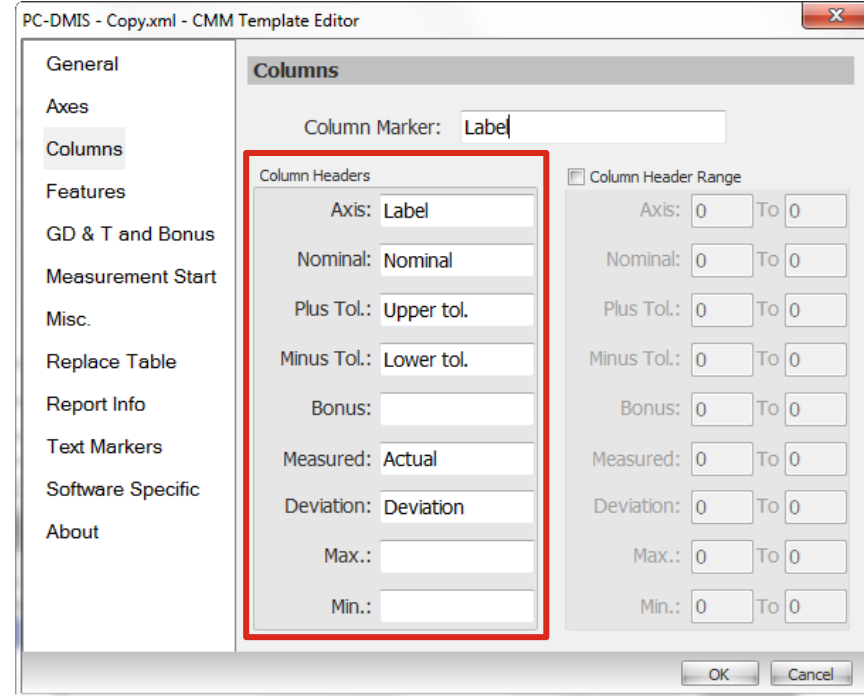 PC-DMIS - Copy.xml - CMM Template Editor
General
Axes
Columns
Features
GD & T and Bonus
Measurement Start
Misc.
Replace Table
Report Info
Text Markers
Software Specific
About
Columns
Column Marker: Label
Column Headers
Axis: Label
Nominal: Nominal
Plus Tol.: Upper tol.
Minus Tol.: Lower tol.
Bonus:
Measured: Actual
Deviation: Deviation
Max.:
Min.:
Column Header Range
Axis: 0 To 0
Nominal: 0 To 0
Plus Tol.: 0 To 0
Minus Tol.: 0 To 0
Bonus: 0 To 0
Measured: 0 To 0
Deviation: 0 To 0
Max.: 0 To 0
Min.: 0 To 0
OK Cancel